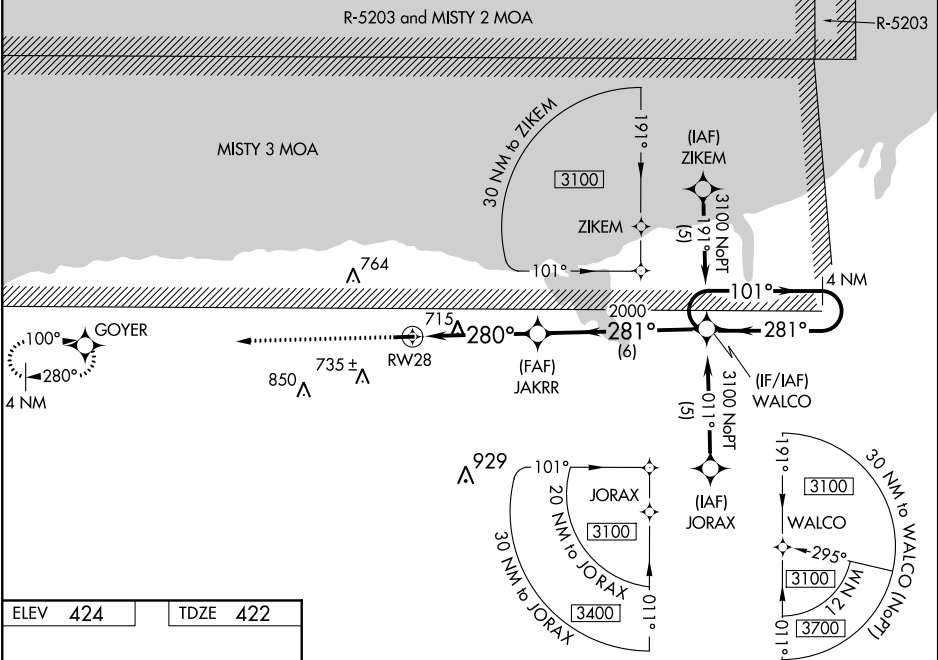 R-5203 and MISTY 2 MOA
R-5203
MISTY 3 MOA
30 NM to ZIKEM
3100
191°
ZIKEM
101°
(IAF)
ZIKEM
3100 NoPT
191°
(5)
764
4 NM
101°
2000
281°
281°
(6)
715
280°
RW28
(FAF)
JAKRR
(IF/IAF)
WALCO
GOYER
100°
280°
4 NM
735 ±
850
3100 NoPT
011°
(5)
(IAF)
JORAX
929
101°
JORAX
20 NM to JORAX
3100
30 NM to JORAX
3400
011°
191°
30 NM to WALCO (NoPT)
3100
WALCO
295°
3100
12 NM
3700
011°
ELEV 424
TDZE 422